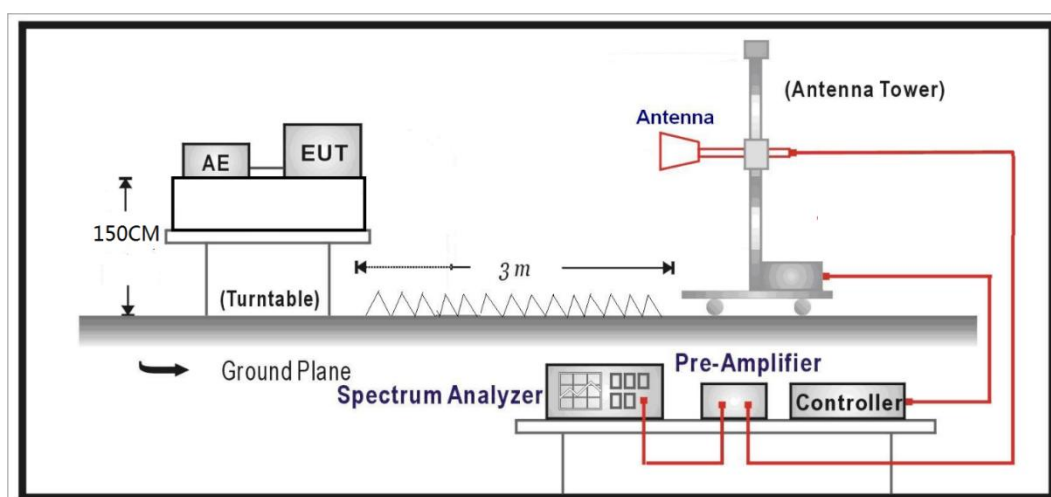 (Antenna Tower)
Antenna
EUT
AE
150CM
3 m
(Turntable)
Ground Plane
Pre-Amplifier
Spectrum Analyzer
Controller